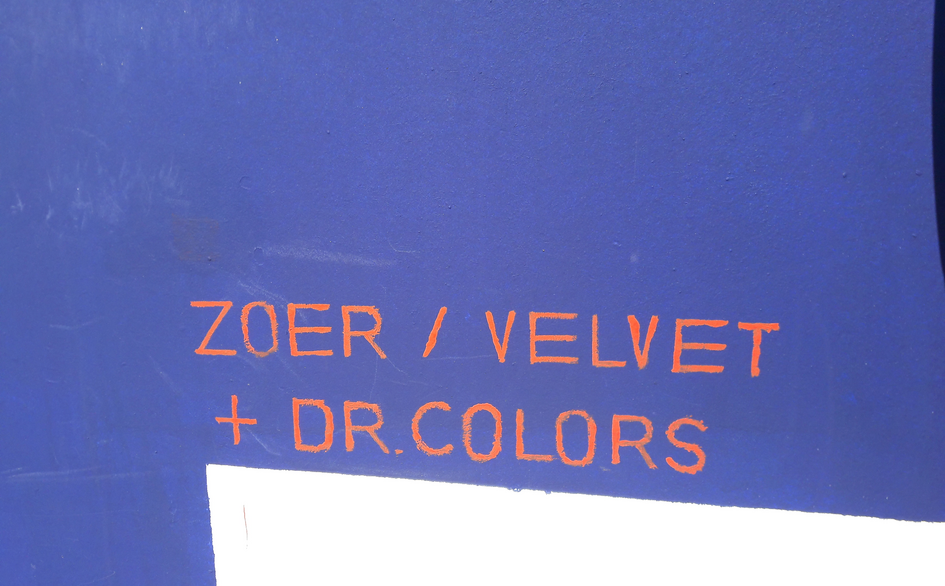 ZOER / VELVET
+ DR.COLORS